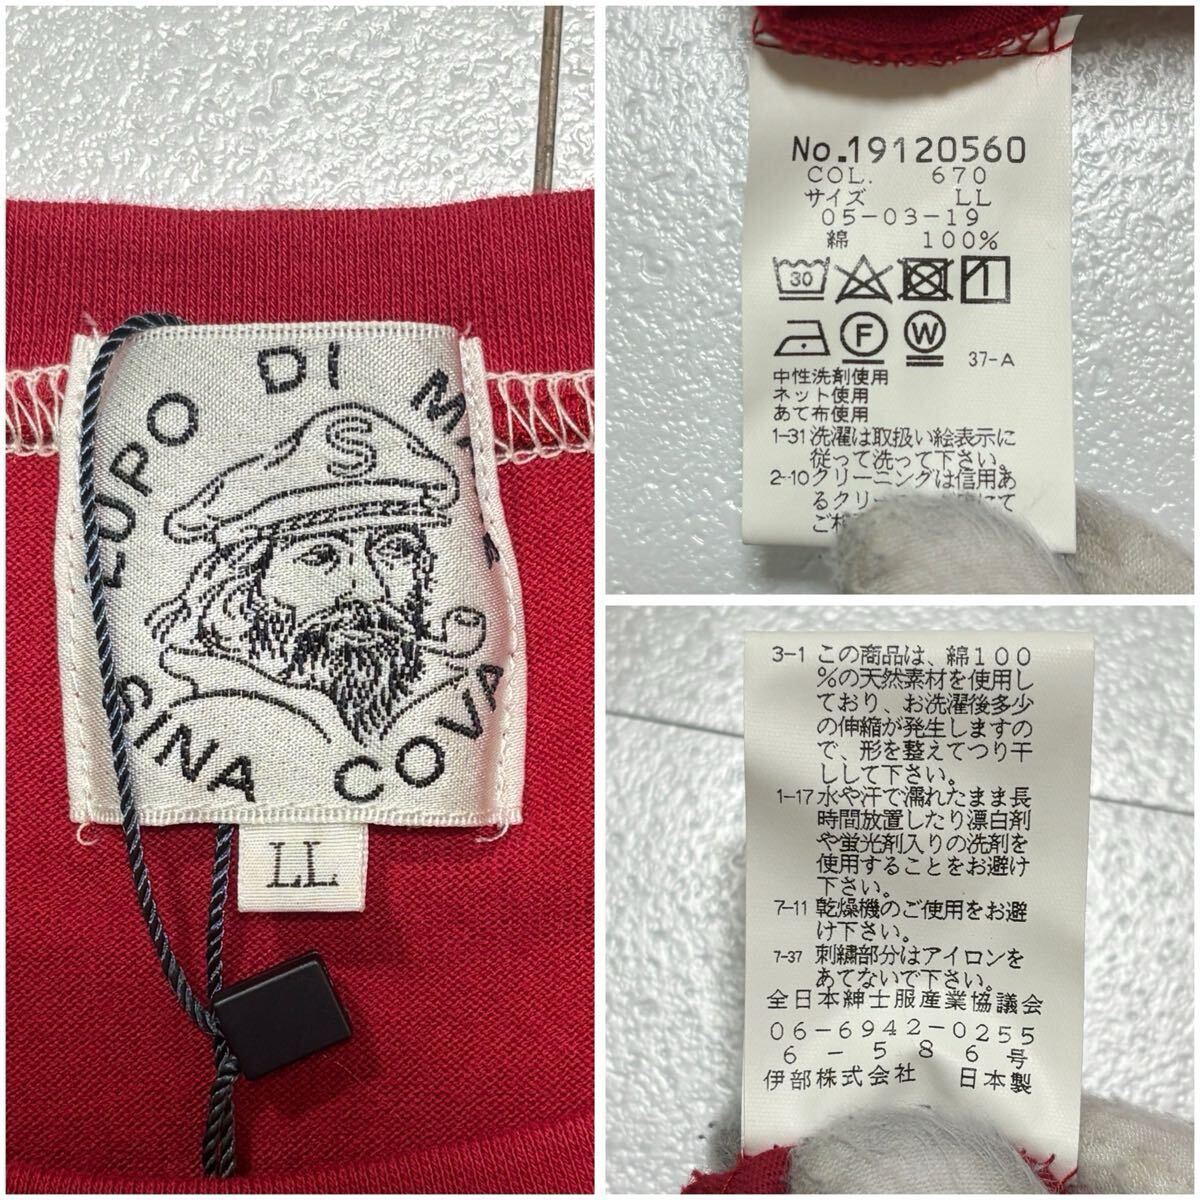 LUPO DI MARE
S
SINA COVA
LL
No.19120560
COL. 670
サイズ LL
05-03-19
綿 100%
30
F
W
37-A
中性洗剤使用
ネット使用
あて布使用
1-31 洗濯は取扱い絵表示に
従って洗って下さい。
2-10 クリーニングは信用あ
るクリ
ご相
3-1 この商品は、綿100
%の天然素材を使用し
ており、お洗濯後多少
の伸縮が発生しますの
で、形を整えてつり干
しして下さい。
1-17 水や汗で濡れたまま長
時間放置したり漂白剤
や蛍光剤入りの洗剤を
使用することをお避け
下さい。
7-11 乾燥機のご使用をお避
け下さい。
7-37 刺繍部分はアイロンを
あてないで下さい。
全日本紳士服産業協議会
06-6942-0255
6-586号
伊部株式会社 日本製